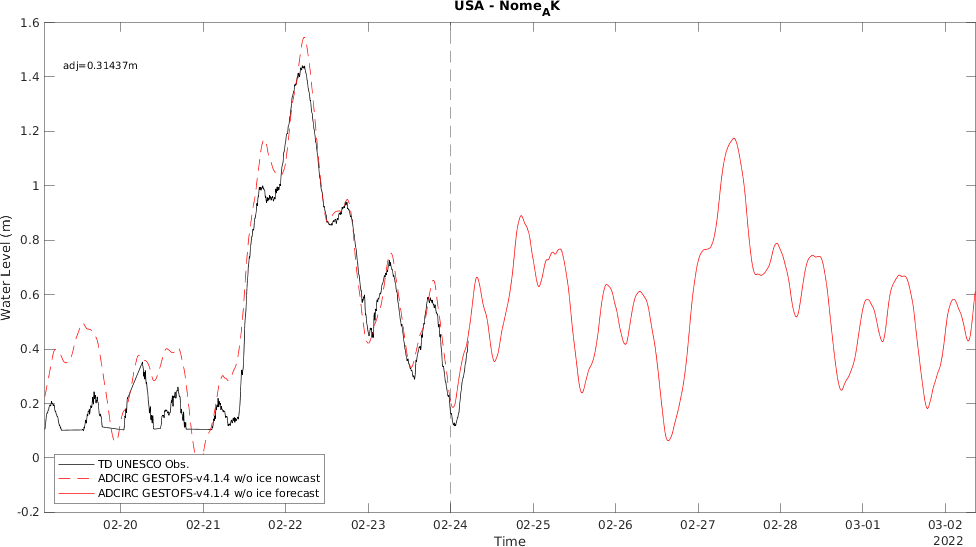 USA - Nome_AK
1.6
1.4
1.2
1
0.8
0.6
0.4
0.2
0
-0.2
Water Level (m)
adj=0.31437m
TD UNESCO Obs.
ADCIRC GESTOFS-v4.1.4 w/o ice nowcast
ADCIRC GESTOFS-v4.1.4 w/o ice forecast
02-20 02-21 02-22 02-23 02-24 02-25 02-26 02-27 02-28 03-01 03-02
Time
2022